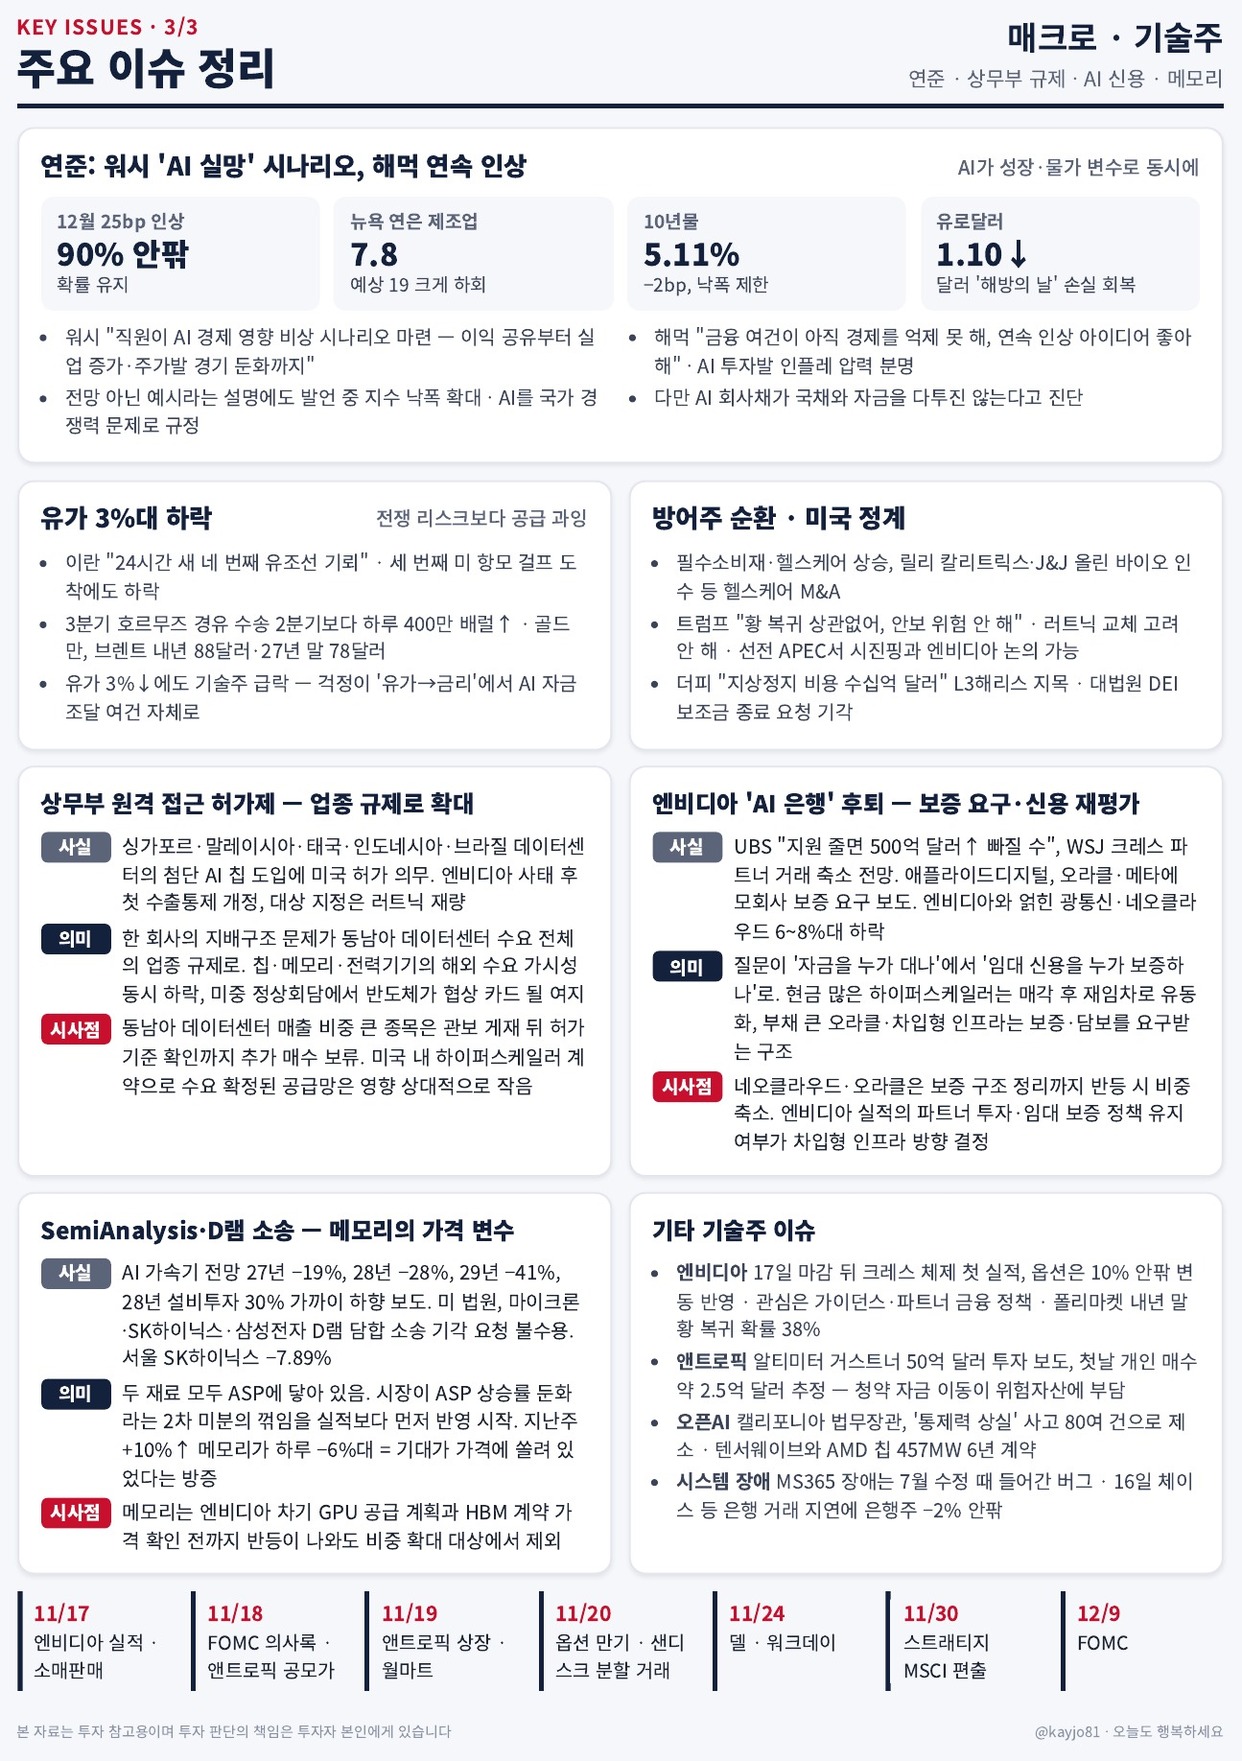 KEY ISSUES · 3/3
주요 이슈 정리
매크로 · 기술주
연준 · 상무부 규제 · AI 신용 · 메모리
연준: 워시 'AI 실망' 시나리오, 해먹 연속 인상
AI가 성장·물가 변수로 동시에
12월 25bp 인상
90% 안팎
확률 유지
뉴욕 연은 제조업
7.8
예상 19 크게 하회
10년물
5.11%
−2bp, 낙폭 제한
유로달러
1.10↓
달러 '해방의 날' 손실 회복
• 워시 "직원이 AI 경제 영향 비상 시나리오 마련 — 이익 공유부터 실
업 증가·주가발 경기 둔화까지"
• 전망 아닌 예시라는 설명에도 발언 중 지수 낙폭 확대 · AI를 국가 경
쟁력 문제로 규정
• 해먹 "금융 여건이 아직 경제를 억제 못 해, 연속 인상 아이디어 좋아
해" · AI 투자발 인플레 압력 분명
• 다만 AI 회사채가 국채와 자금을 다투진 않는다고 진단
유가 3%대 하락
전쟁 리스크보다 공급 과잉
• 이란 "24시간 새 네 번째 유조선 기뢰" · 세 번째 미 항모 걸프 도
착에도 하락
• 3분기 호르무즈 경유 수송 2분기보다 하루 400만 배럴↑ · 골드
만, 브렌트 내년 88달러·27년 말 78달러
• 유가 3%↓에도 기술주 급락 — 걱정이 '유가→금리'에서 AI 자금
조달 여건 자체로
방어주 순환 · 미국 정계
• 필수소비재·헬스케어 상승, 릴리 칼리트릭스·J&J 올린 바이오 인
수 등 헬스케어 M&A
• 트럼프 "황 복귀 상관없어, 안보 위험 안 해" · 러트닉 교체 고려
안 해 · 선전 APEC서 시진핑과 엔비디아 논의 가능
• 더피 "지상정지 비용 수십억 달러" L3해리스 지목 · 대법원 DEI
보조금 종료 요청 기각
상무부 원격 접근 허가제 — 업종 규제로 확대
사실
싱가포르·말레이시아·태국·인도네시아·브라질 데이터센
터의 첨단 AI 칩 도입에 미국 허가 의무. 엔비디아 사태 후
첫 수출통제 개정, 대상 지정은 러트닉 재량
의미
한 회사의 지배구조 문제가 동남아 데이터센터 수요 전체
의 업종 규제로. 칩·메모리·전력기기의 해외 수요 가시성
동시 하락, 미중 정상회담에서 반도체가 협상 카드 될 여지
시사점
동남아 데이터센터 매출 비중 큰 종목은 관보 게재 뒤 허가
기준 확인까지 추가 매수 보류. 미국 내 하이퍼스케일러 계
약으로 수요 확정된 공급망은 영향 상대적으로 작음
엔비디아 'AI 은행' 후퇴 — 보증 요구·신용 재평가
사실
UBS "지원 줄면 500억 달러↑ 빠질 수", WSJ 크레스 파
트너 거래 축소 전망. 애플라이드디지털, 오라클·메타에
모회사 보증 요구 보도. 엔비디아와 얽힌 광통신·네오클라
우드 6~8%대 하락
의미
질문이 '자금을 누가 대나'에서 '임대 신용을 누가 보증하
나'로. 현금 많은 하이퍼스케일러는 매각 후 재임차로 유동
화, 부채 큰 오라클·차입형 인프라는 보증·담보를 요구받
는 구조
시사점
네오클라우드·오라클은 보증 구조 정리까지 반등 시 비중
축소. 엔비디아 실적의 파트너 투자·임대 보증 정책 유지
여부가 차입형 인프라 방향 결정
SemiAnalysis·D램 소송 — 메모리의 가격 변수
사실
AI 가속기 전망 27년 −19%, 28년 −28%, 29년 −41%,
28년 설비투자 30% 가까이 하향 보도. 미 법원, 마이크론
·SK하이닉스·삼성전자 D램 담합 소송 기각 요청 불수용.
서울 SK하이닉스 −7.89%
의미
두 재료 모두 ASP에 닿아 있음. 시장이 ASP 상승률 둔화
라는 2차 미분의 꺾임을 실적보다 먼저 반영 시작. 지난주
+10%↑ 메모리가 하루 −6%대 = 기대가 가격에 쏠려 있
었다는 방증
시사점
메모리는 엔비디아 차기 GPU 공급 계획과 HBM 계약 가
격 확인 전까지 반등이 나와도 비중 확대 대상에서 제외
기타 기술주 이슈
• 엔비디아 17일 마감 뒤 크레스 체제 첫 실적, 옵션은 10% 안팎 변
동 반영 · 관심은 가이던스·파트너 금융 정책 · 폴리마켓 내년 말
황 복귀 확률 38%
• 앤트로픽 알티미터 거스트너 50억 달러 투자 보도, 첫날 개인 매수
약 2.5억 달러 추정 — 청약 자금 이동이 위험자산에 부담
• 오픈AI 캘리포니아 법무장관, '통제력 상실' 사고 80여 건으로 제
소 · 텐서웨이브와 AMD 칩 457MW 6년 계약
• 시스템 장애 MS365 장애는 7월 수정 때 들어간 버그 · 16일 체이
스 등 은행 거래 지연에 은행주 −2% 안팎
11/17
엔비디아 실적 ·
소매판매
11/18
FOMC 의사록 ·
앤트로픽 공모가
11/19
앤트로픽 상장 ·
월마트
11/20
옵션 만기 · 샌디
스크 분할 거래
11/24
델 · 워크데이
11/30
스트래티지
MSCI 편출
12/9
FOMC
본 자료는 투자 참고용이며 투자 판단의 책임은 투자자 본인에게 있습니다
@kayjo81 · 오늘도 행복하세요